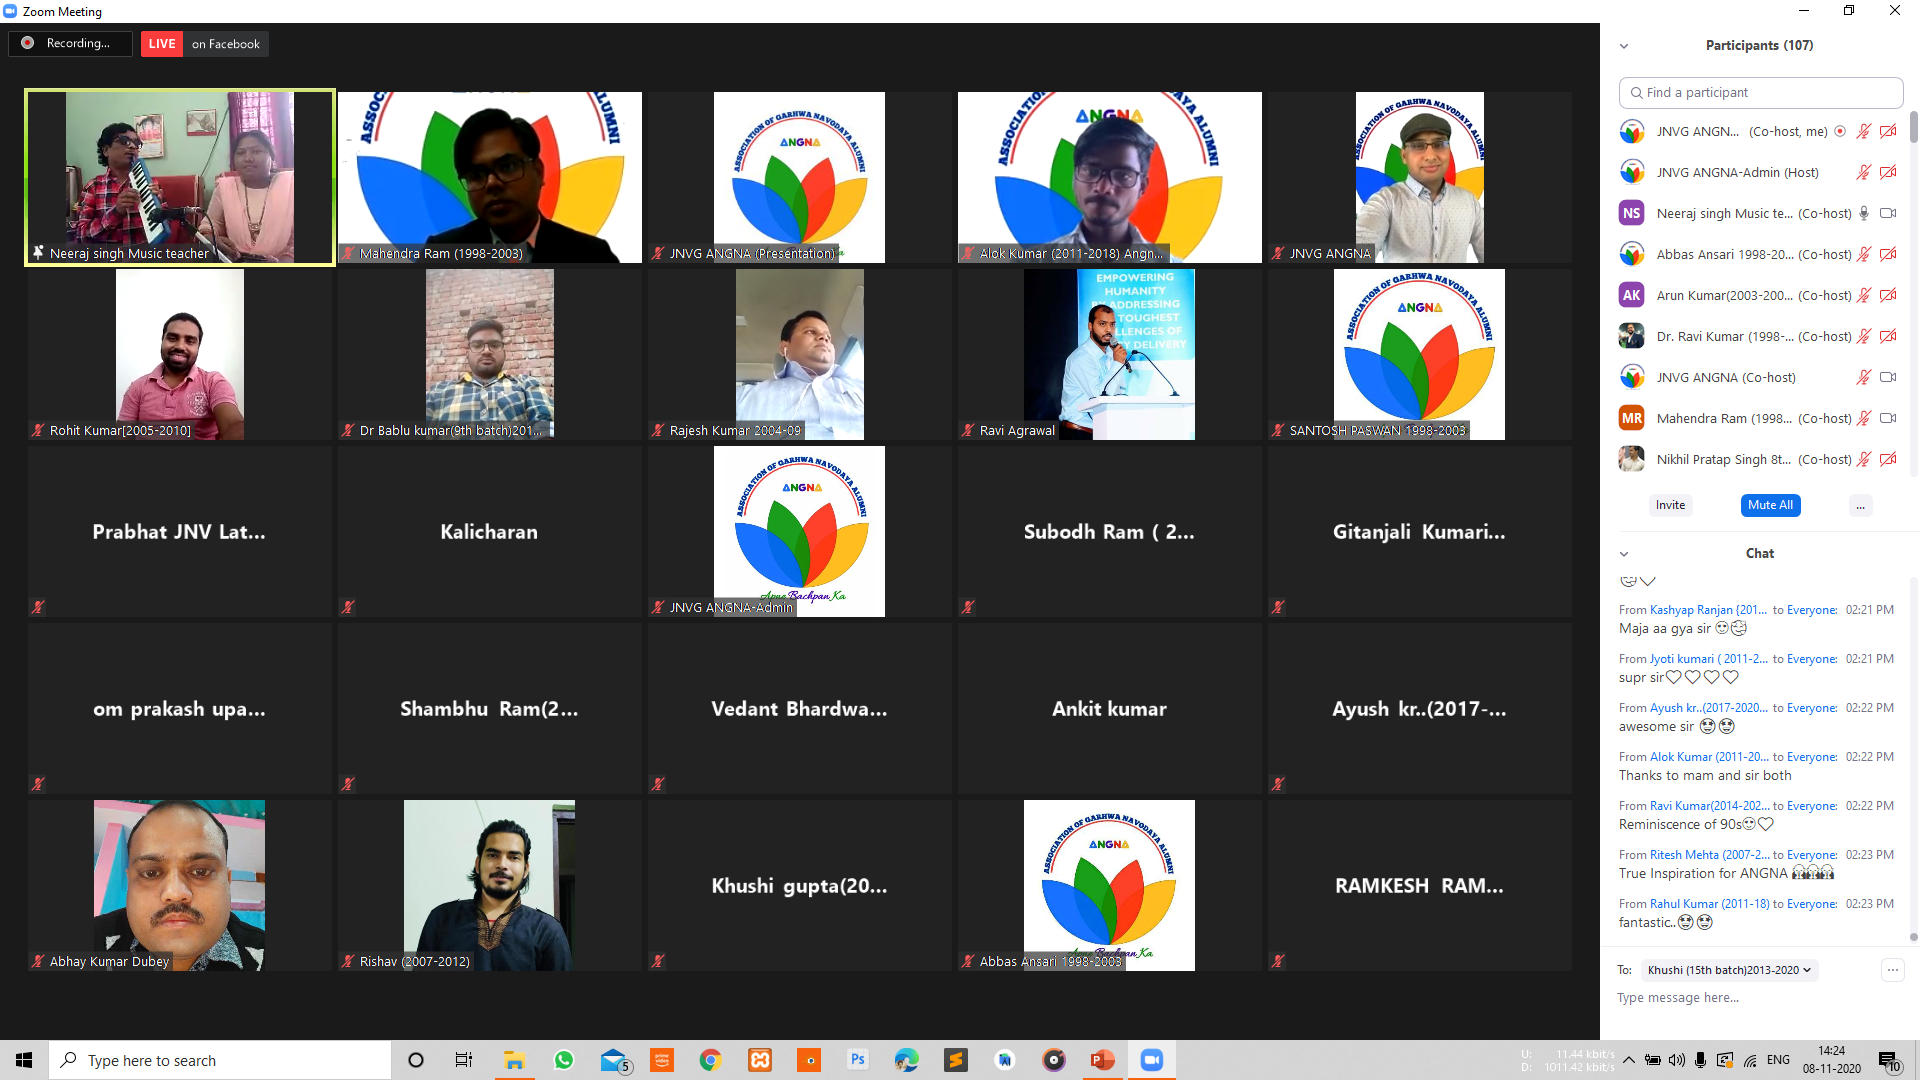 Zoom Meeting
Recording...
LIVE on Facebook
ASSOCIATION OF GARHWA NAVODAYA ALUMNI
ANGNA
Neeraj singh Music teacher
Mahendra Ram (1998-2003)
JNVG ANGNA (Presentation)
Alok Kumar (2011-2018) Angn...
JNVG ANGNA
EMPOWERING
HUMANITY
BY ADDRESSING
TOUGHEST
LLENGES OF
Y DELIVERY
ASSOCIATION OF GARHWA NAVODAYA ALUMNI
ANGNA
Rohit Kumar[2005-2010]
Dr Bablu kumar(9th batch)201...
Rajesh Kumar 2004-09
Ravi Agrawal
SANTOSH PASWAN 1998-2003
Prabhat JNV Lat...
Kalicharan
ASSOCIATION OF GARHWA NAVODAYA ALUMNI
ANGNA
Apne Bachpan Ka
JNVG ANGNA-Admin
Subodh Ram ( 2...
Gitanjali Kumari...
om prakash upa...
Shambhu Ram(2...
Vedant Bhardwa...
Ankit kumar
Ayush kr..(2017-...
Abhay Kumar Dubey
Rishav (2007-2012)
Khushi gupta(20...
ASSOCIATION OF GARHWA NAVODAYA ALUMNI
ANGNA
Abbas Ansari 1998-2003
RAMKESH RAM...
Participants (107)
Find a participant
JNVG ANGN... (Co-host, me)
JNVG ANGNA-Admin (Host)
NS Neeraj singh Music te... (Co-host)
Abbas Ansari 1998-20... (Co-host)
AK Arun Kumar(2003-200... (Co-host)
Dr. Ravi Kumar (1998-... (Co-host)
JNVG ANGNA (Co-host)
MR Mahendra Ram (1998... (Co-host)
Nikhil Pratap Singh 8t... (Co-host)
Invite Mute All ...
Chat
From Kashyap Ranjan {201... to Everyone: 02:21 PM
Maja aa gya sir
From Jyoti kumari ( 2011-2... to Everyone: 02:21 PM
supr sir
From Ayush kr..(2017-2020... to Everyone: 02:22 PM
awesome sir
From Alok Kumar (2011-20... to Everyone: 02:22 PM
Thanks to mam and sir both
From Ravi Kumar(2014-202... to Everyone: 02:22 PM
Reminiscence of 90s
From Ritesh Mehta (2007-2... to Everyone: 02:23 PM
True Inspiration for ANGNA
From Rahul Kumar (2011-18) to Everyone: 02:23 PM
fantastic..
To: Khushi (15th batch)2013-2020
Type message here...
Type here to search
5
prime video
Ps
U: 11.44 kbit/s
D: 1011.42 kbit/s
ENG
14:24
08-11-2020
10